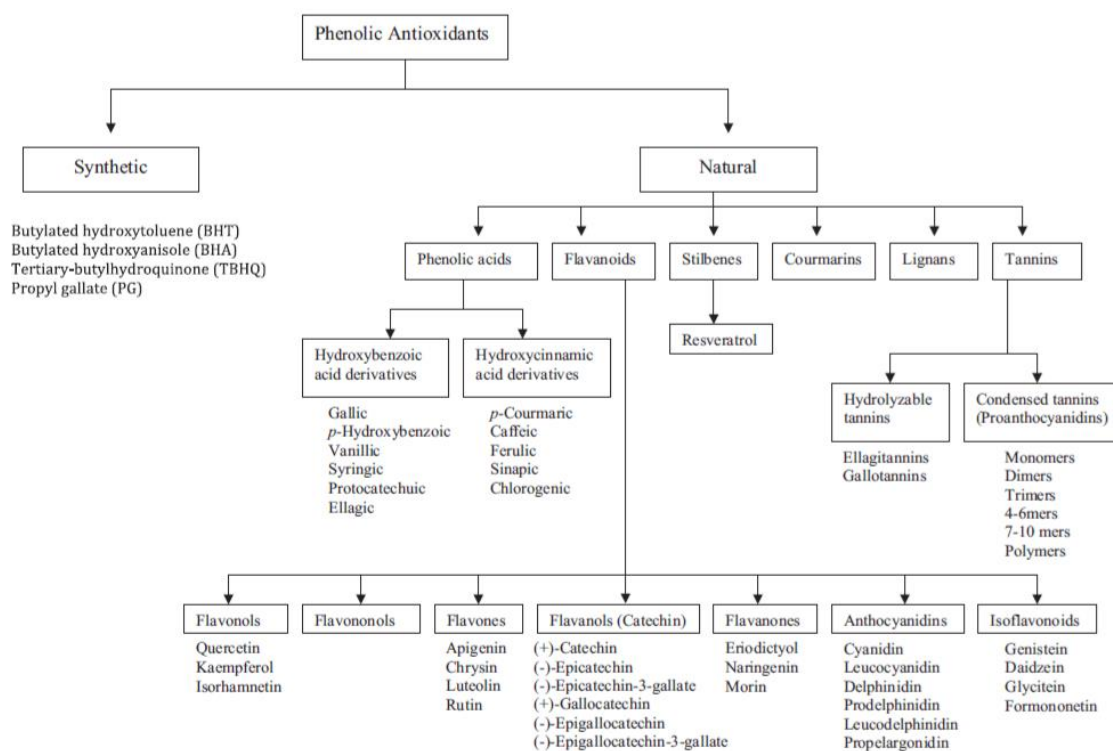 Phenolic Antioxidants
Synthetic
Natural
Butylated hydroxytoluene (BHT)
Butylated hydroxyanisole (BHA)
Tertiary-butylhydroquinone (TBHQ)
Propyl gallate (PG)
Phenolic acids
Flavanoids
Stilbenes
Courmarins
Lignans
Tannins
Resveratrol
Hydroxybenzoic
acid derivatives
Gallic
p-Hydroxybenzoic
Vanillic
Syringic
Protocatechuic
Ellagic
Hydroxycinnamic
acid derivatives
p-Courmaric
Caffeic
Ferulic
Sinapic
Chlorogenic
Hydrolyzable
tannins
Ellagitannins
Gallotannins
Condensed tannins
(Proanthocyanidins)
Monomers
Dimers
Trimers
4-6mers
7-10 mers
Polymers
Flavonols
Quercetin
Kaempferol
Isorhamnetin
Flavononols
Flavones
Apigenin
Chrysin
Luteolin
Rutin
Flavanols (Catechin)
(+)-Catechin
(-)-Epicatechin
(-)-Epicatechin-3-gallate
(+)-Gallocatechin
(-)-Epigallocatechin
(-)-Epigallocatechin-3-gallate
Flavanones
Eriodictyol
Naringenin
Morin
Anthocyanidins
Cyanidin
Leucocyanidin
Delphinidin
Prodelphinidin
Leucodelphinidin
Propelargonidin
Isoflavonoids
Genistein
Daidzein
Glycitein
Formononetin